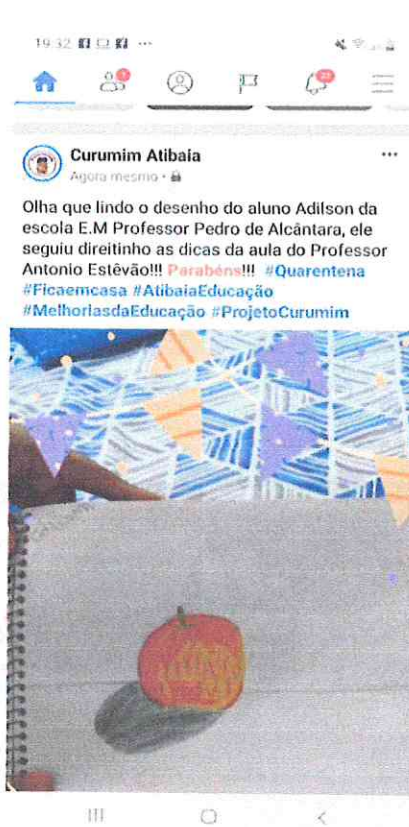 19:32
Curumim Atibaia
Agora mesmo
Olha que lindo o desenho do aluno Adilson da
escola E.M Professor Pedro de Alcântara, ele
seguiu direitinho as dicas da aula do Professor
Antonio Estêvão!!! Parabéns!!! #Quarentena
#Ficaemcasa #AtibaiaEducação
#MelhoriasdaEducação #ProjetoCurumim